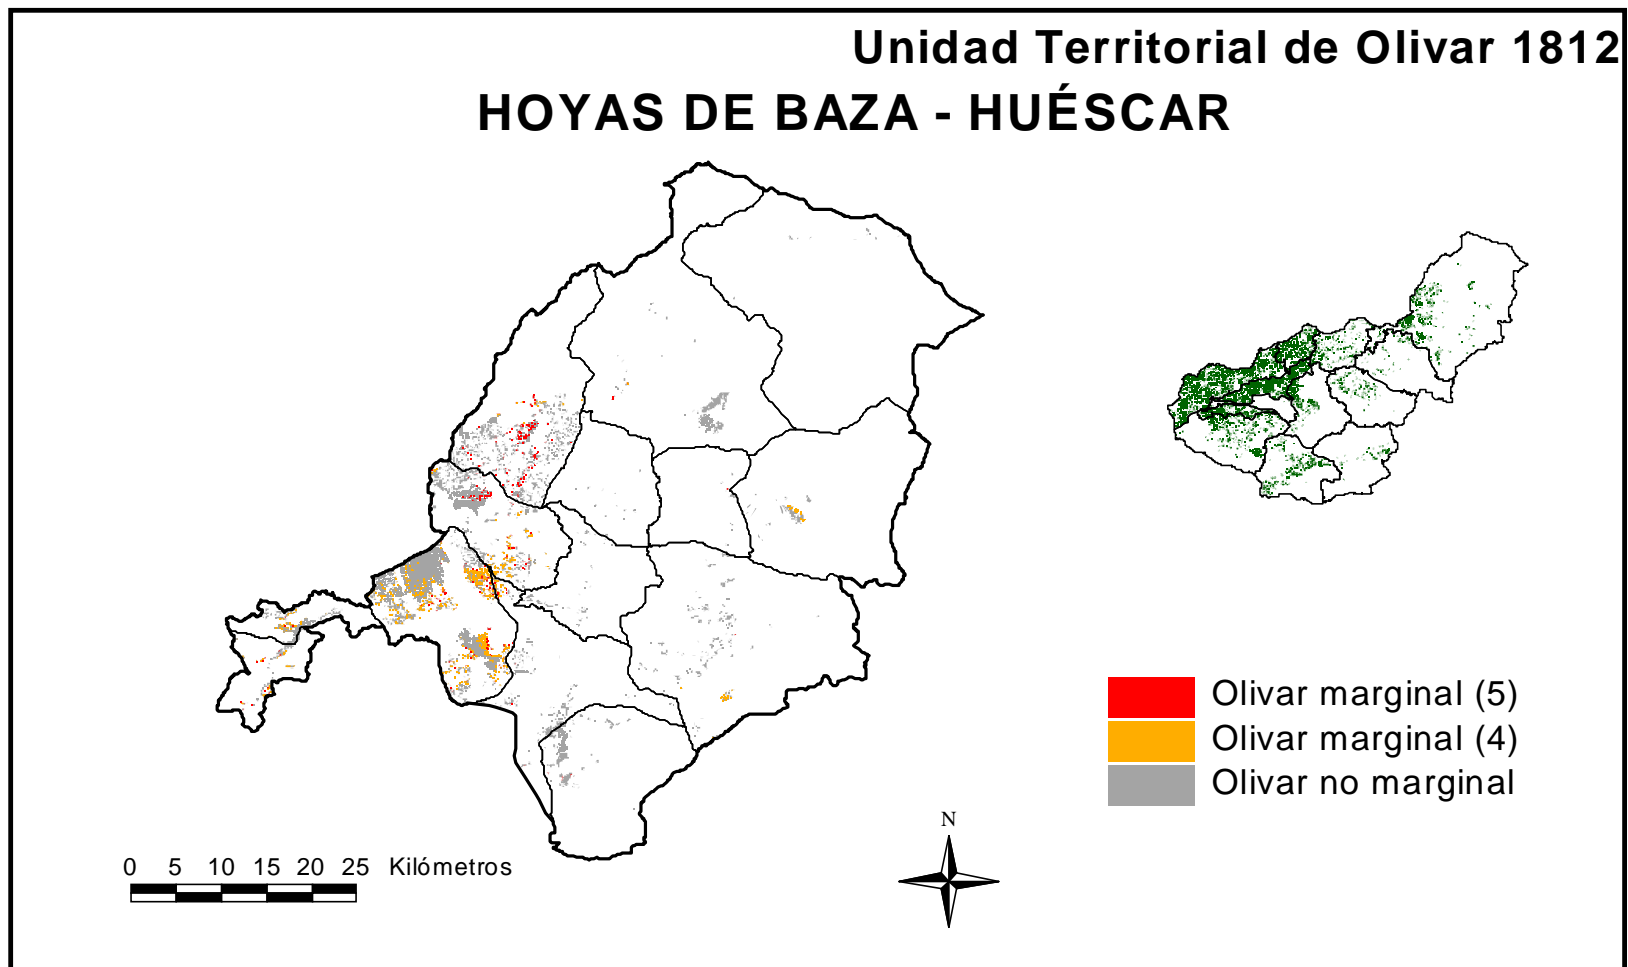 Unidad Territorial de Olivar 1812
HOYAS DE BAZA - HUÉSCAR
Olivar marginal (5)
Olivar marginal (4)
Olivar no marginal
N
0 5 10 15 20 25 Kilómetros